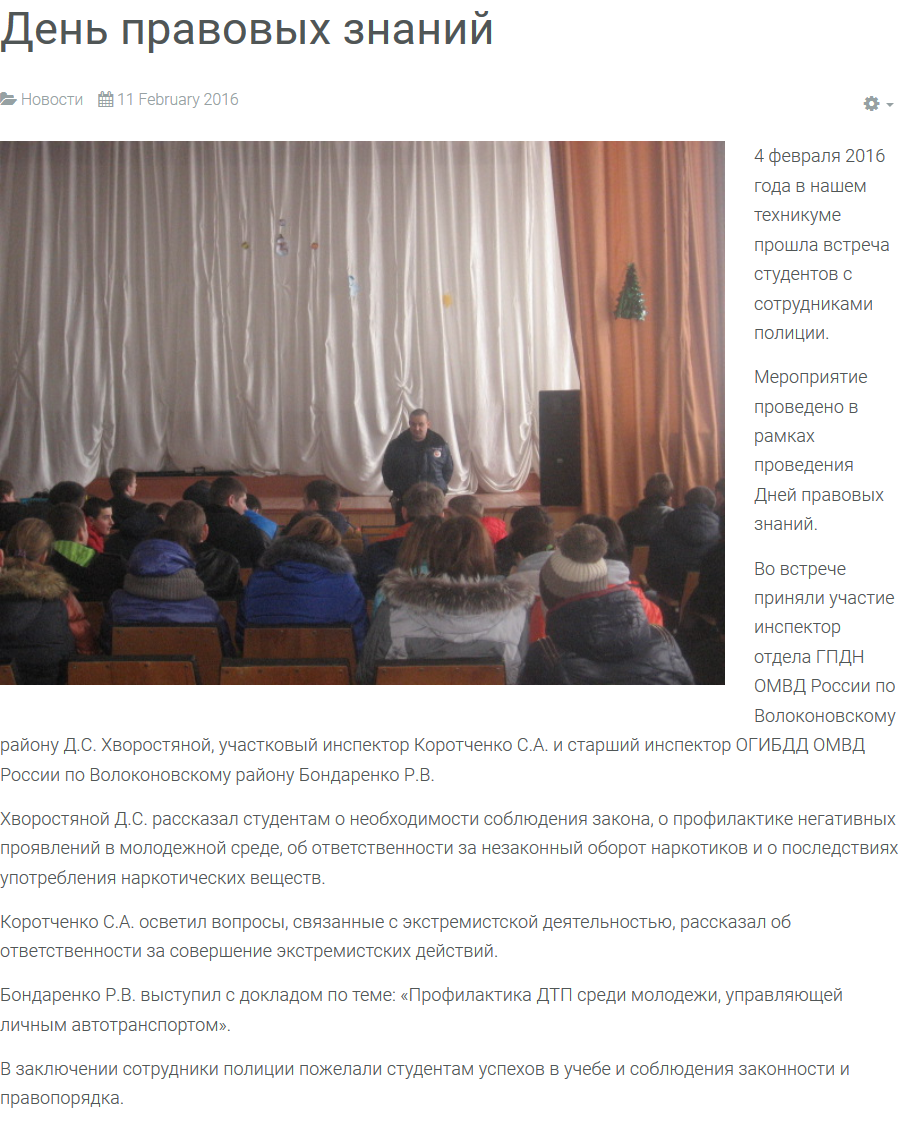 День правовых знаний
Новости 11 February 2016
4 февраля 2016
года в нашем
техникуме
прошла встреча
студентов с
сотрудниками
полиции.
Мероприятие
проведено в
рамках
проведения
Дней правовых
знаний.
Во встрече
приняли участие
инспектор
отдела ГПДН
ОМВД России по
Волоконовскому
району Д.С. Хворостяной, участковый инспектор Коротченко С.А. и старший инспектор ОГИБДД ОМВД
России по Волоконовскому району Бондаренко Р.В.
Хворостяной Д.С. рассказал студентам о необходимости соблюдения закона, о профилактике негативных
проявлений в молодежной среде, об ответственности за незаконный оборот наркотиков и о последствиях
употребления наркотических веществ.
Коротченко С.А. осветил вопросы, связанные с экстремистской деятельностью, рассказал об
ответственности за совершение экстремистских действий.
Бондаренко Р.В. выступил с докладом по теме: «Профилактика ДТП среди молодежи, управляющей
личным автотранспортом».
В заключении сотрудники полиции пожелали студентам успехов в учебе и соблюдения законности и
правопорядка.